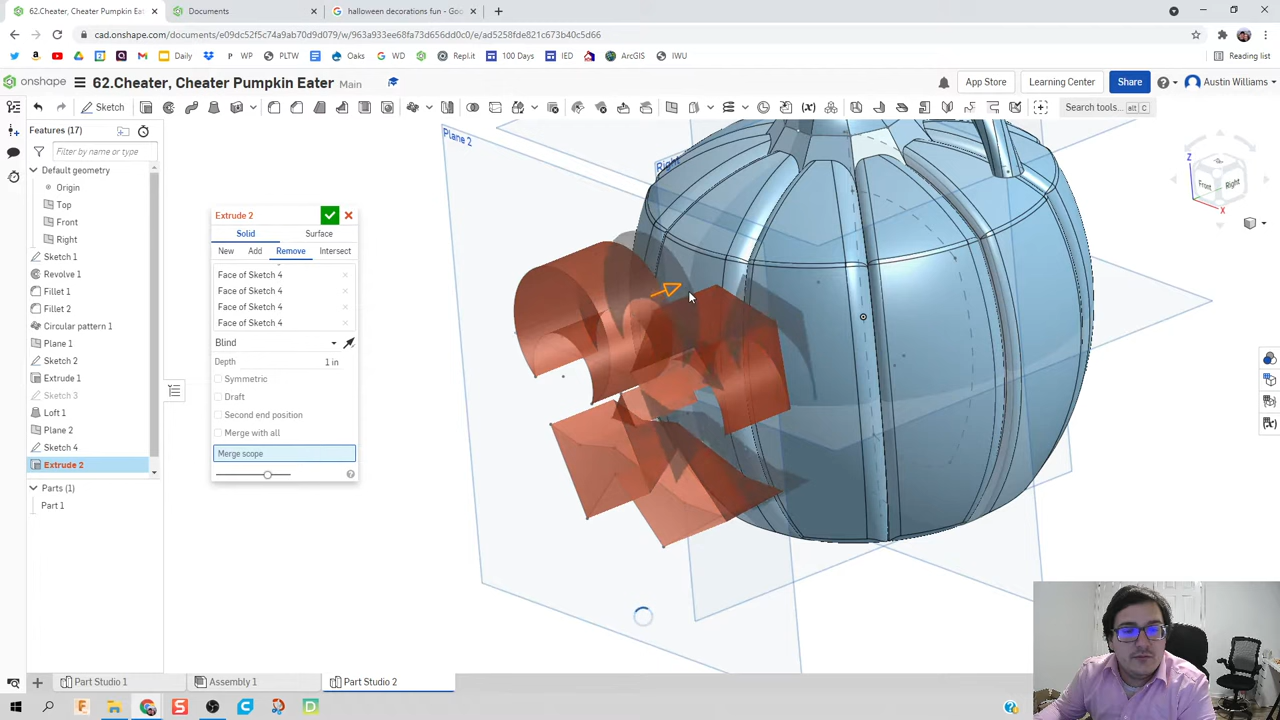 62.Cheater, Cheater Pumpkin Eater
Documents
halloween decorations fun - Goo
cad.onshape.com/documents/e09dc52f5c74a19d0719d0d0/w/963a933ee68fa73d656dd0c0/e/ad5258fde821c673b40c5d66
Daily
WP
PLTW
Oaks
WD
Repl.it
100 Days
IED
ArcGIS
IWU
Reading list
onshape
62.Cheater, Cheater Pumpkin Eater Main
App Store
Learning Center
Share
Austin Williams
Sketch
Search tools...
alt C
Features (17)
Filter by name or type
Default geometry
Origin
Top
Front
Right
Sketch 1
Revolve 1
Fillet 1
Fillet 2
Circular pattern 1
Plane 1
Sketch 2
Extrude 1
Sketch 3
Loft 1
Plane 2
Sketch 4
Extrude 2
Parts (1)
Part 1
Extrude 2
Solid
Surface
New
Add
Remove
Intersect
Face of Sketch 4
Face of Sketch 4
Face of Sketch 4
Face of Sketch 4
Blind
Depth
1 in
Symmetric
Draft
Second end position
Merge with all
Merge scope
Plane 2
Right
Z
Front
Right
X
Part Studio 1
Assembly 1
Part Studio 2